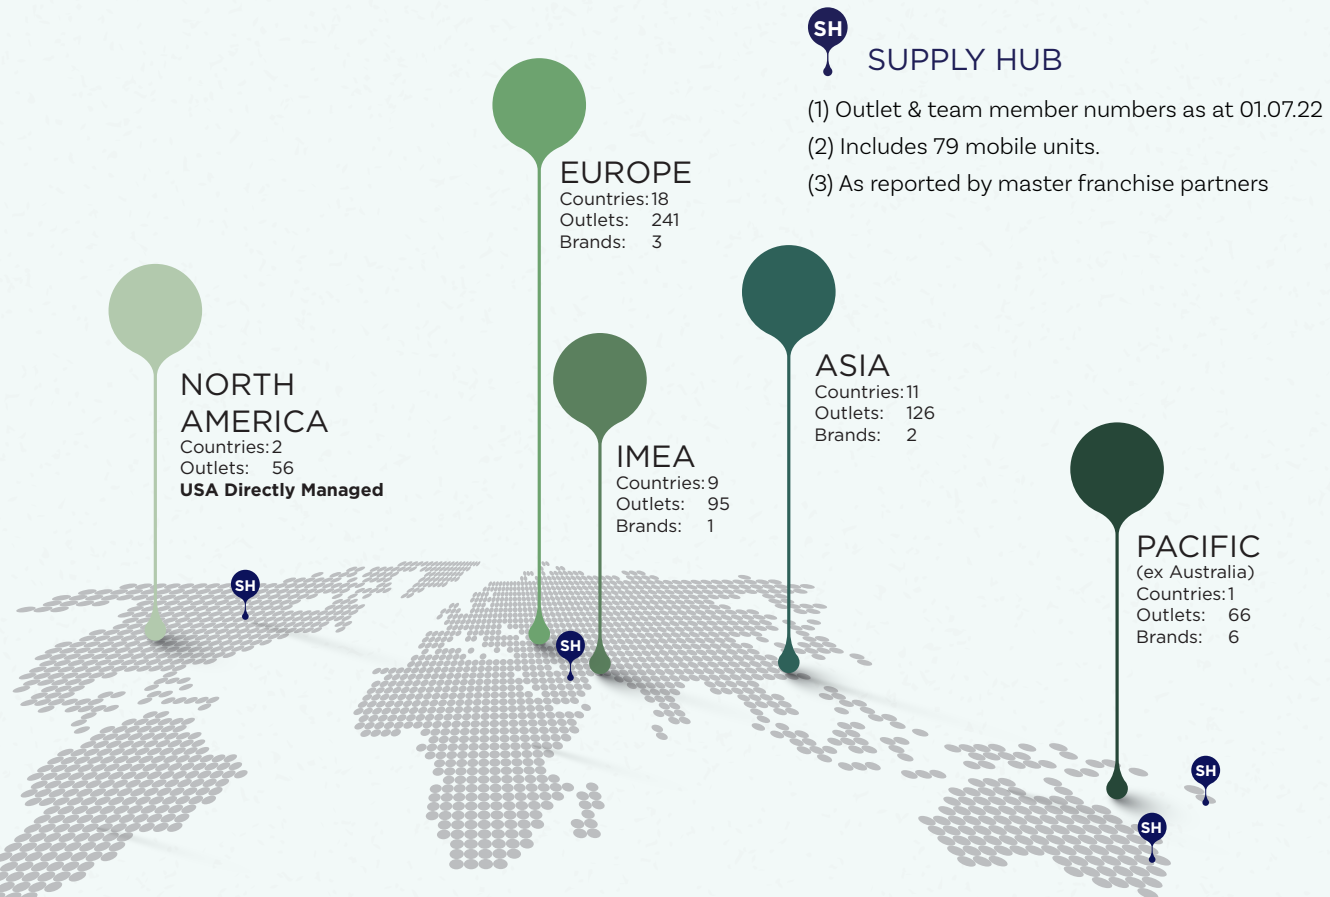 SH
SUPPLY HUB
(1) Outlet & team member numbers as at 01.07.22
(2) Includes 79 mobile units.
(3) As reported by master franchise partners
EUROPE
Countries: 18
Outlets: 241
Brands: 3
NORTH
AMERICA
Countries: 2
Outlets: 56
USA Directly Managed
IMEA
Countries: 9
Outlets: 95
Brands: 1
ASIA
Countries: 11
Outlets: 126
Brands: 2
PACIFIC
(ex Australia)
Countries: 1
Outlets: 66
Brands: 6
SH
SH
SH
SH